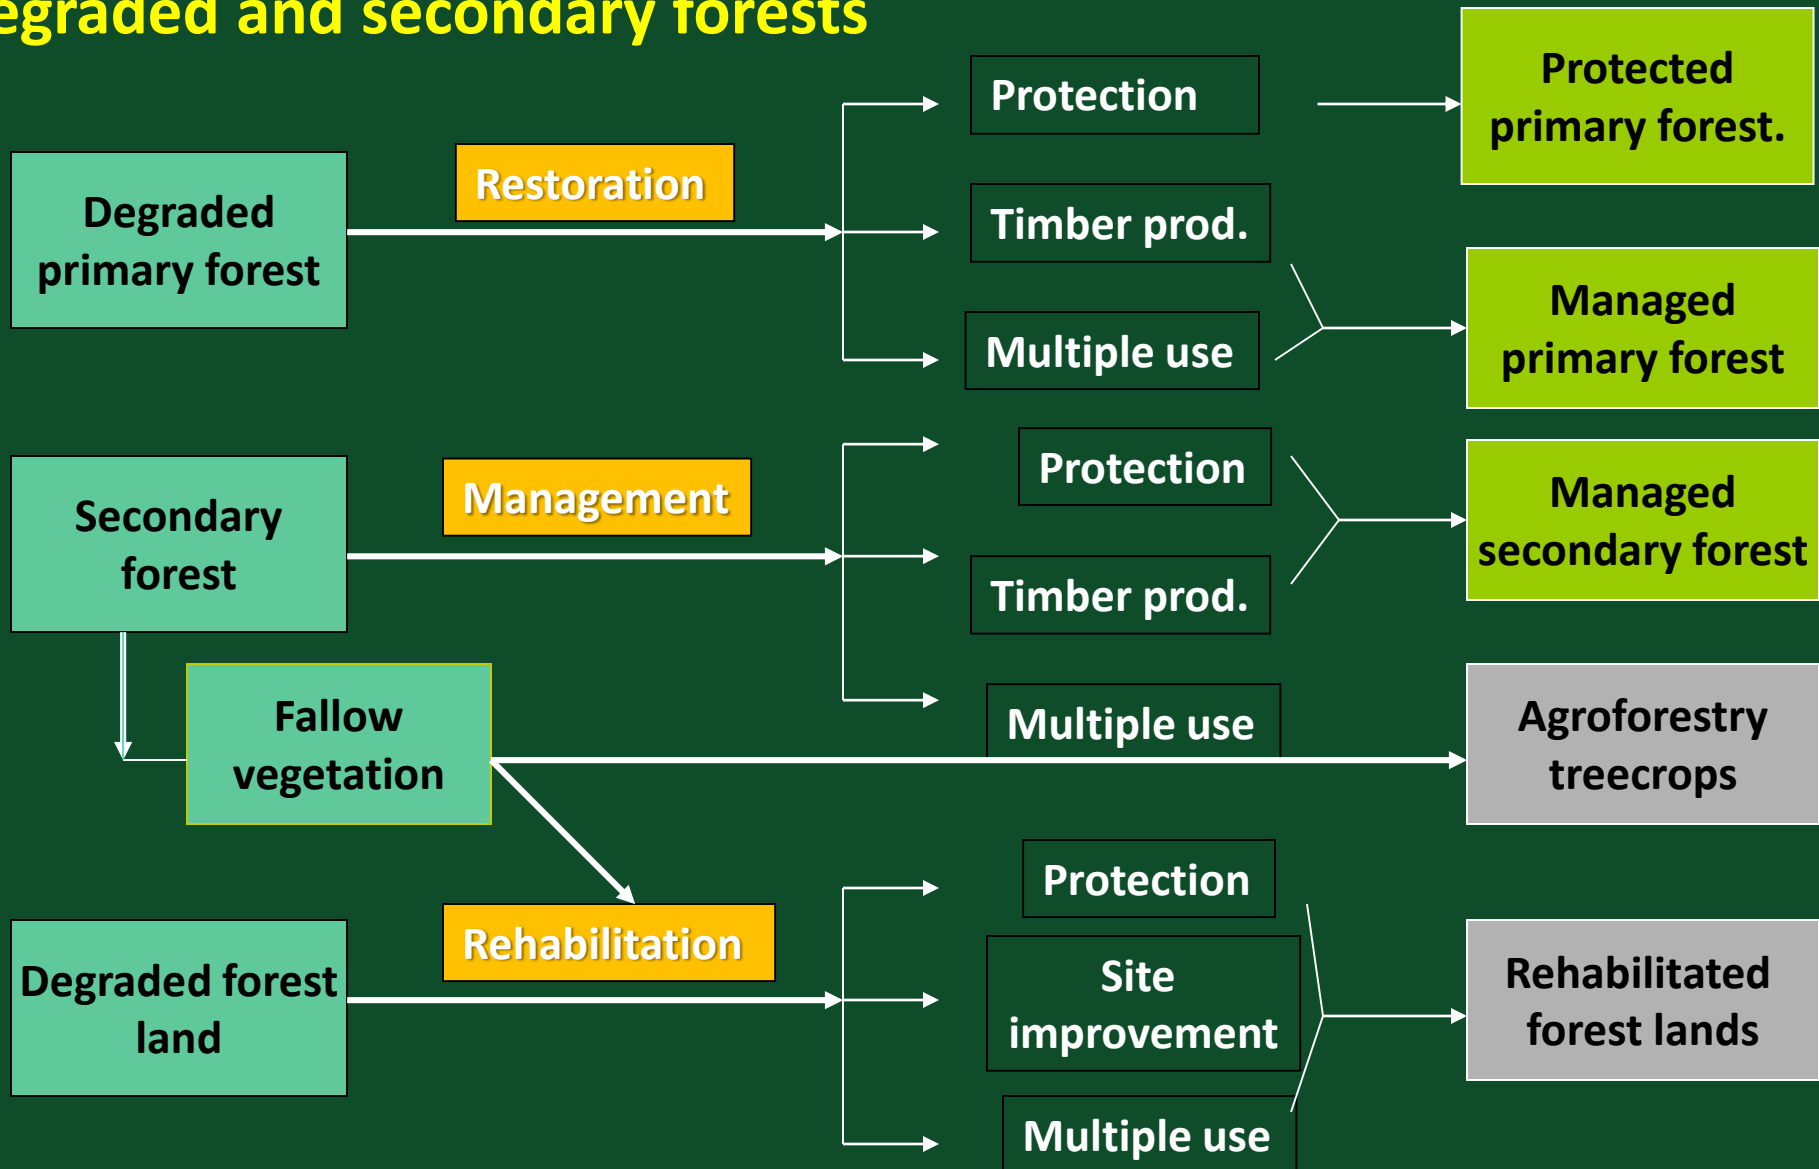 egraded and secondary forests
Protection
Protected
primary forest.
Restoration
Degraded
primary forest
Timber prod.
Multiple use
Managed
primary forest
Secondary
forest
Management
Protection
Timber prod.
Managed
secondary forest
Fallow
vegetation
Multiple use
Agroforestry
treecrops
Degraded forest
land
Rehabilitation
Protection
Site
improvement
Multiple use
Rehabilitated
forest lands